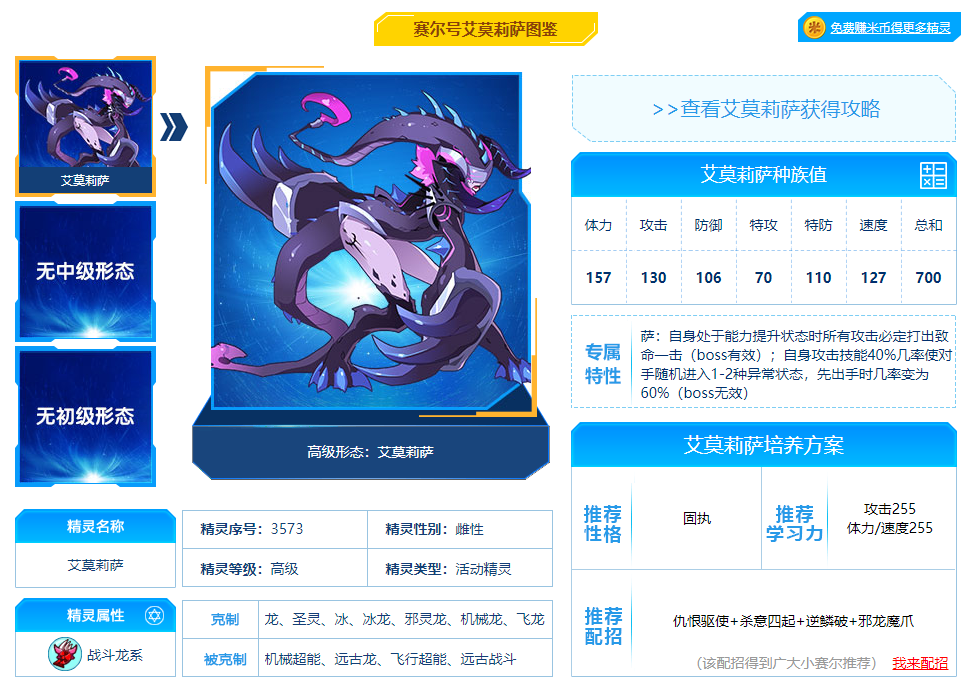 赛尔号艾莫莉萨图鉴
免费赚米币得更多精灵
艾莫莉萨
无中级形态
无初级形态
高级形态：艾莫莉萨
精灵名称
艾莫莉萨
精灵序号：3573
精灵性别：雌性
精灵等级：高级
精灵类型：活动精灵
精灵属性
战斗龙系
克制
龙、圣灵、冰、冰龙、邪灵龙、机械龙、飞龙
被克制
机械超能、远古龙、飞行超能、远古战斗
>>查看艾莫莉萨获得攻略
艾莫莉萨种族值
体力 攻击 防御 特攻 特防 速度 总和
157 130 106 70 110 127 700
专属
特性
萨：自身处于能力提升状态时所有攻击必定打出致
命一击（boss有效）；自身攻击技能40%几率使对
手随机进入1-2种异常状态，先出手时几率变为
60%（boss无效）
艾莫莉萨培养方案
推荐
性格
固执
推荐
学习力
攻击255
体力/速度255
推荐
配招
仇恨驱使+杀意四起+逆鳞破+邪龙魔爪
（该配招得到广大小赛尔推荐） 我来配招